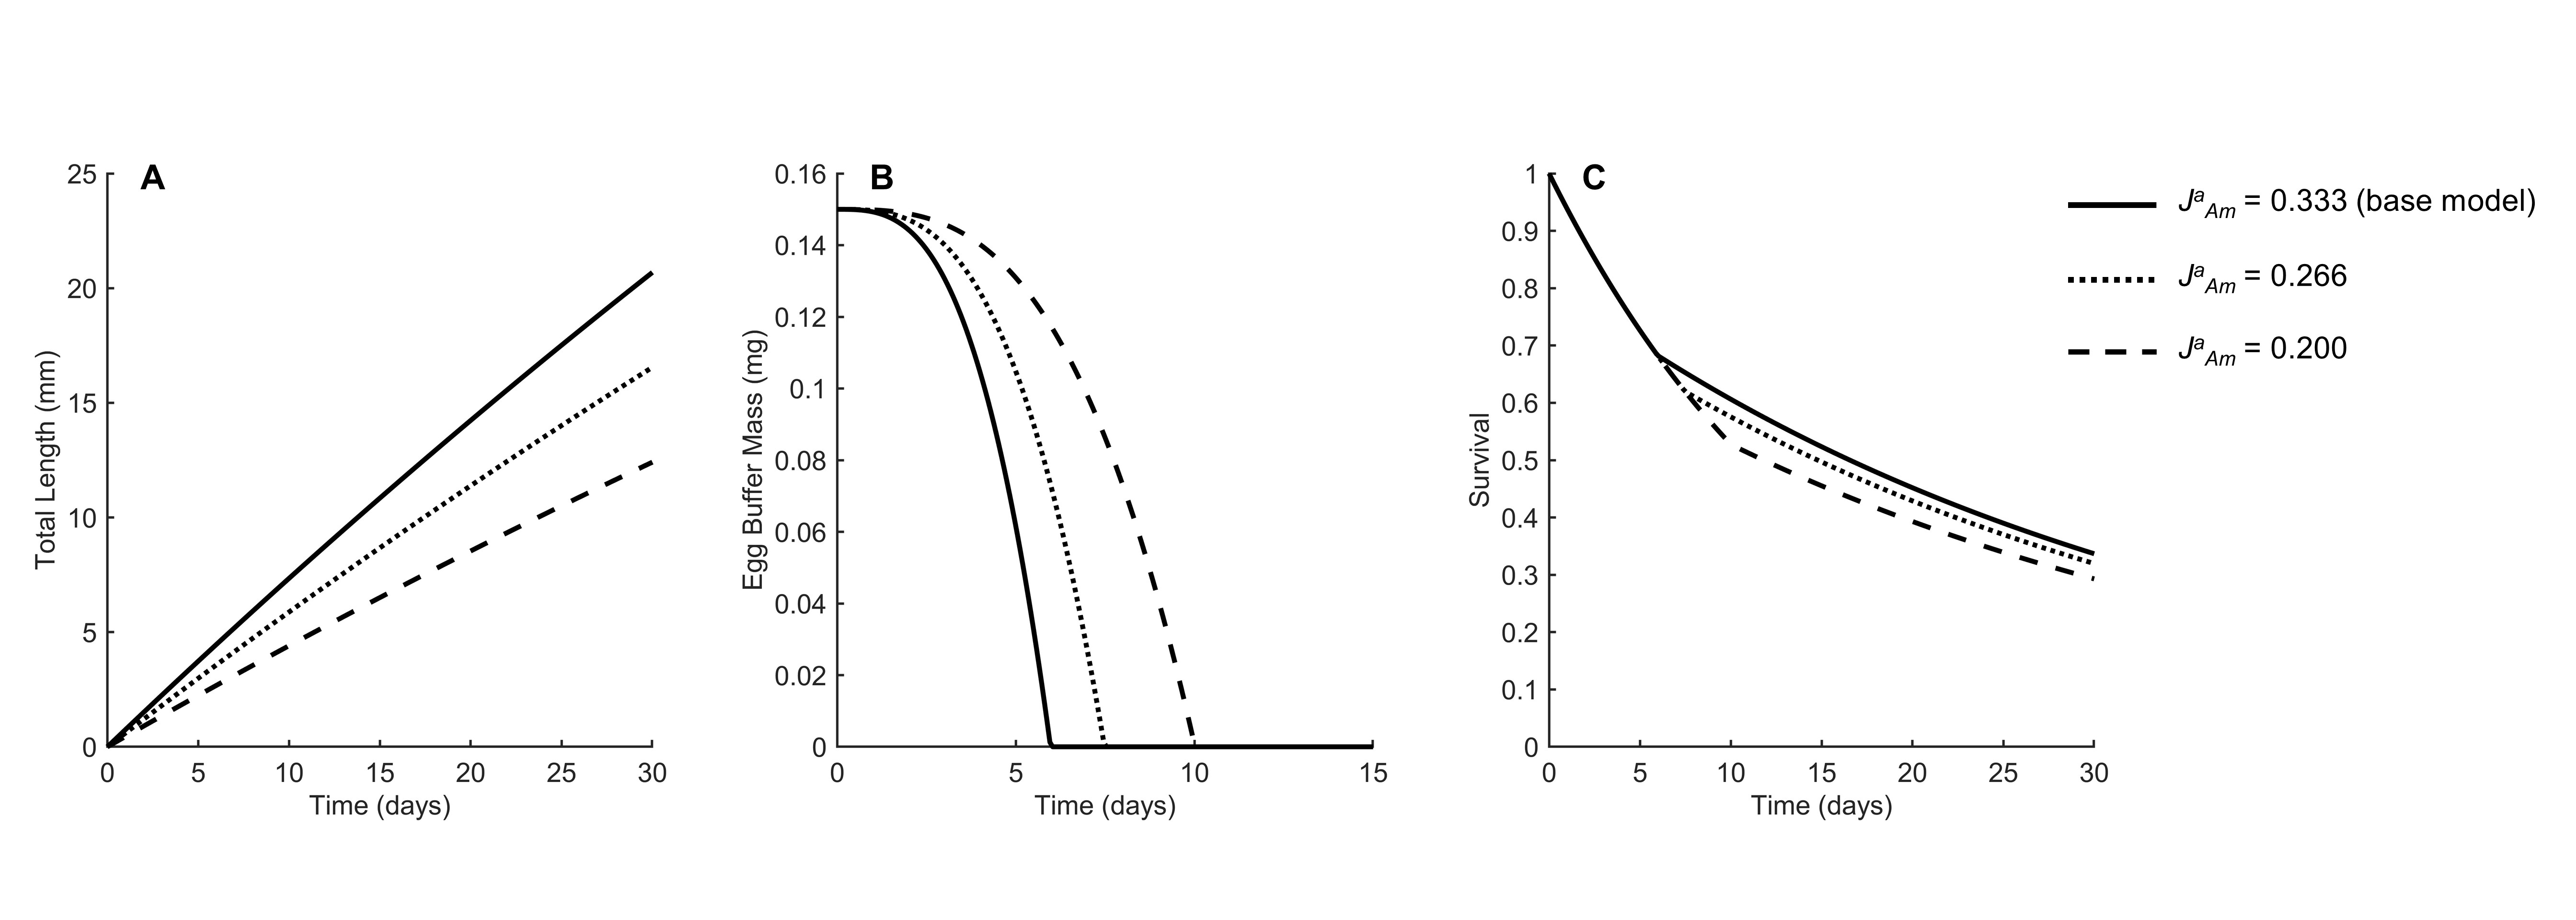 A
25
20
15
10
5
0
0 5 10 15 20 25 30
Total Length (mm)
Time (days)
B
0.16
0.14
0.12
0.1
0.08
0.06
0.04
0.02
0
0 5 10 15
Egg Buffer Mass (mg)
Time (days)
C
1
0.9
0.8
0.7
0.6
0.5
0.4
0.3
0.2
0.1
0
0 5 10 15 20 25 30
Survival
Time (days)
JᵃAm = 0.333 (base model)
JᵃAm = 0.266
JᵃAm = 0.200